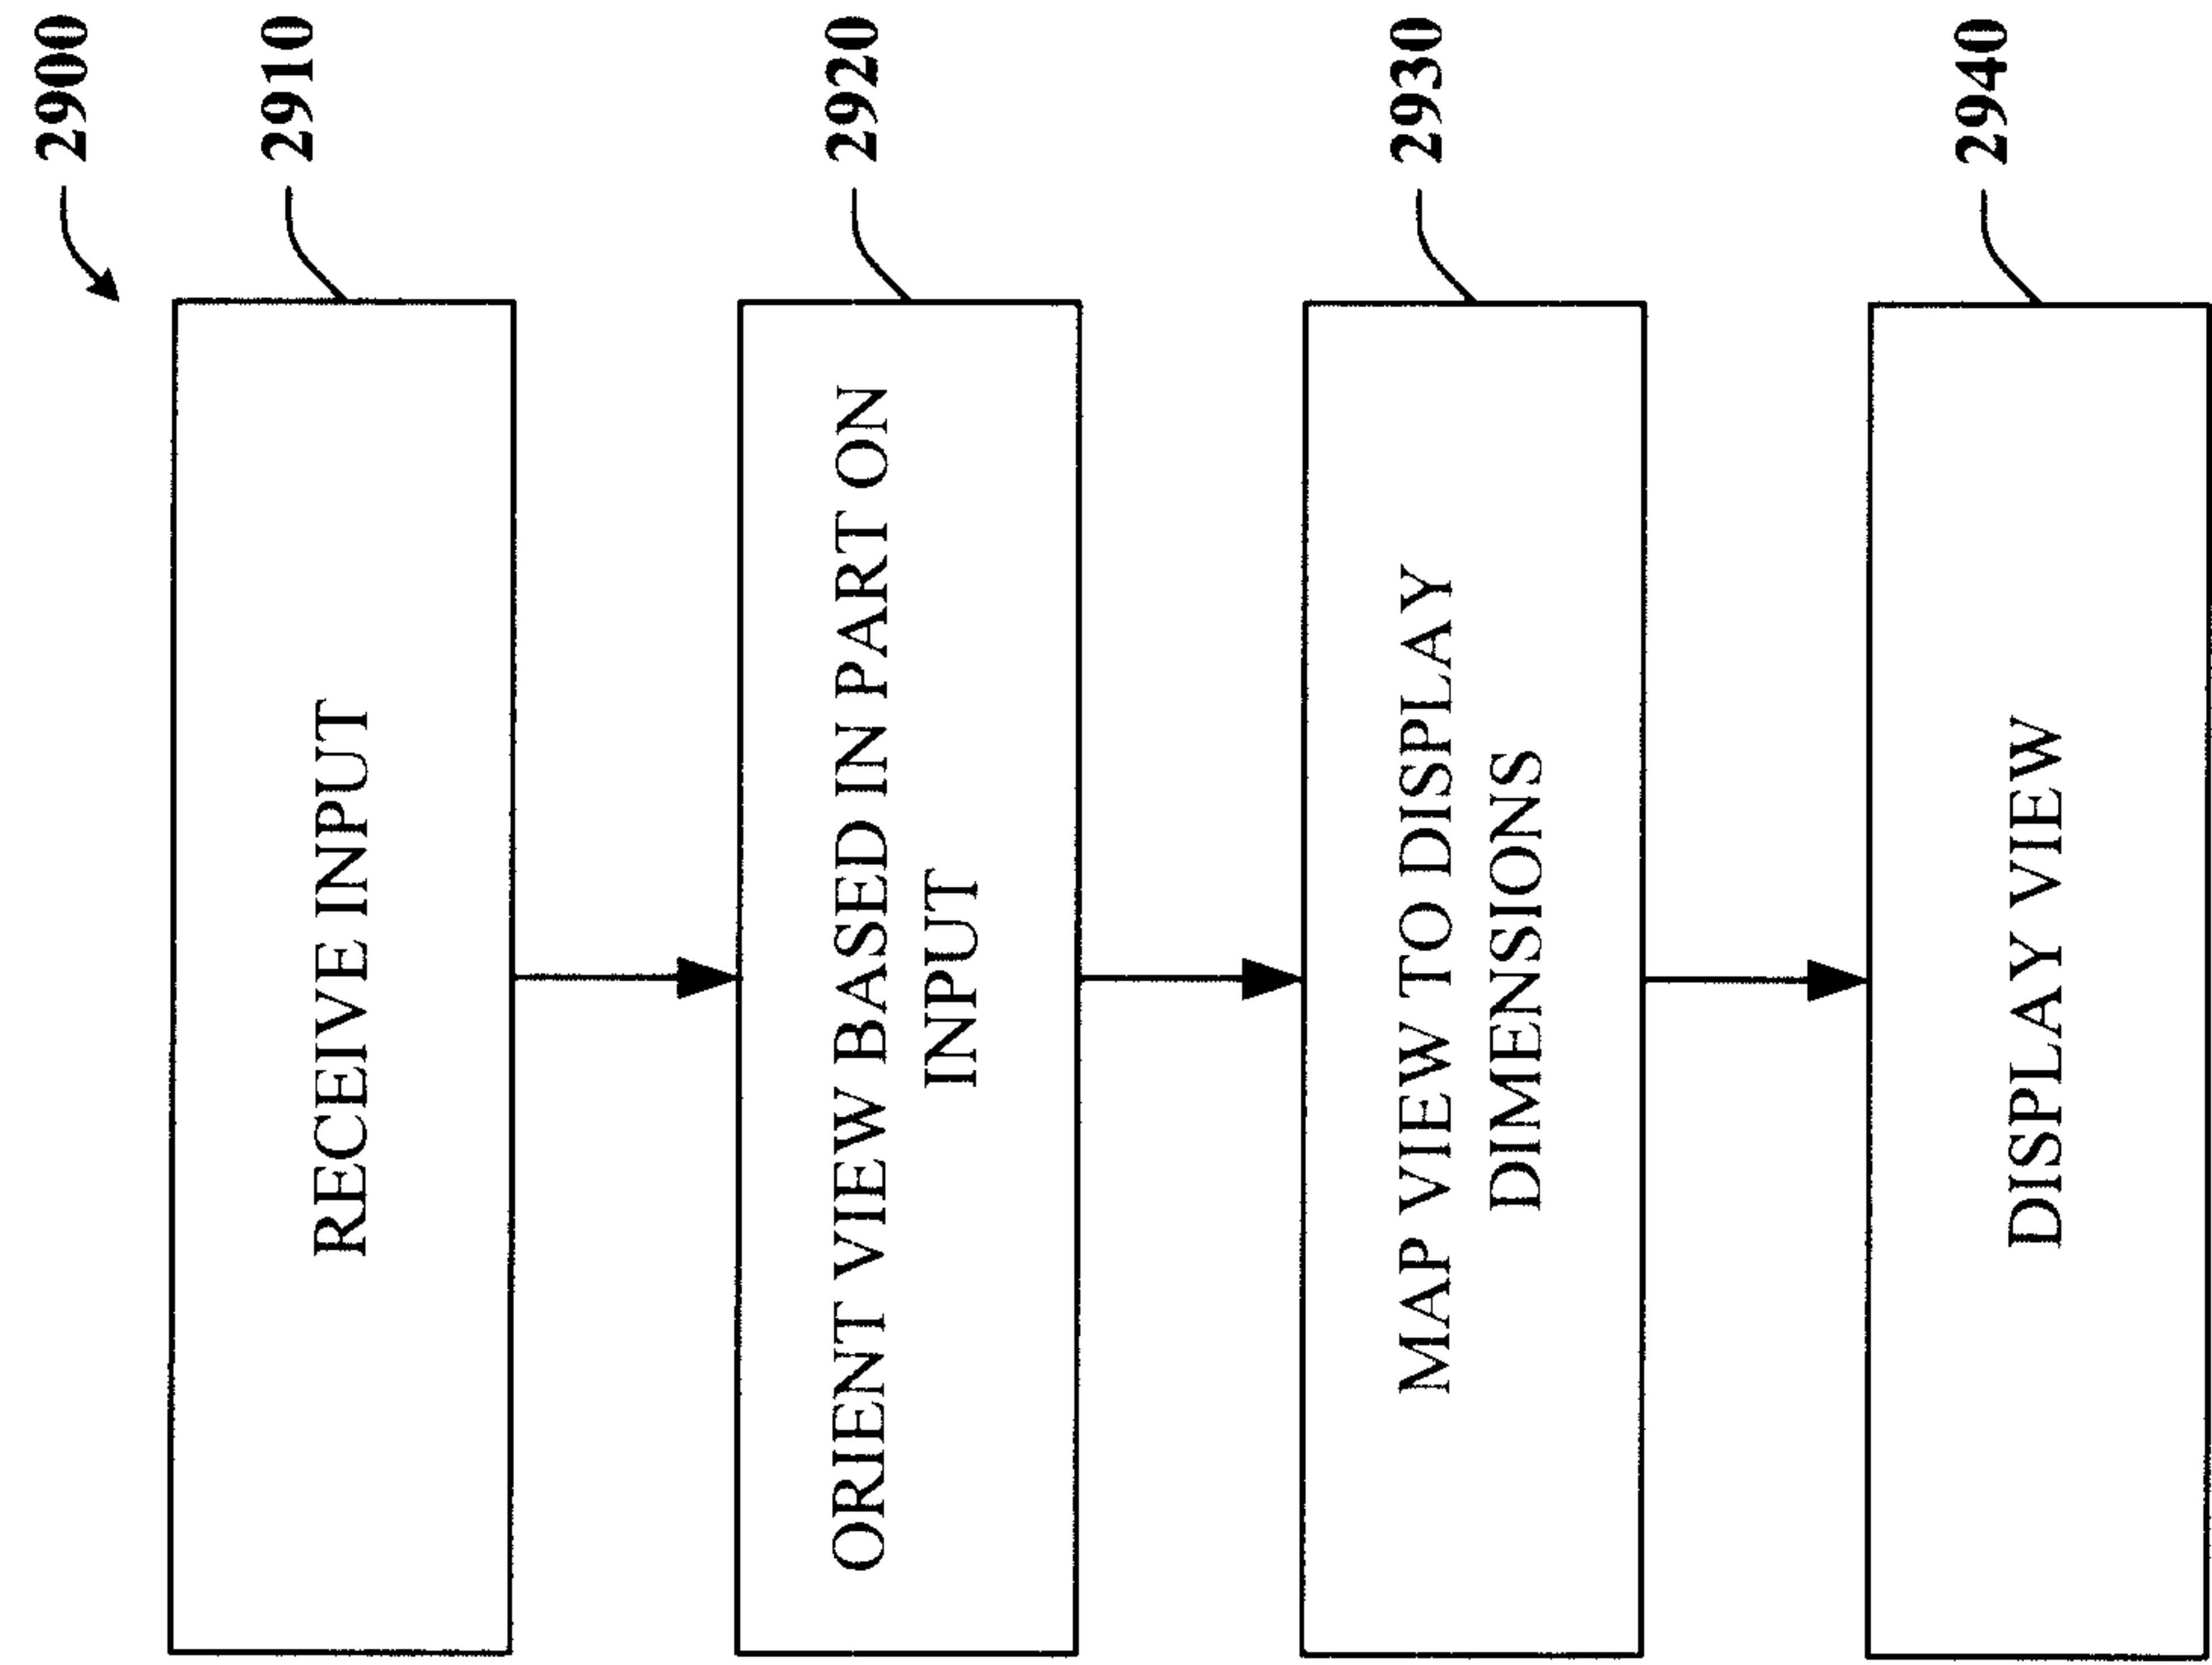 2900
2910
RECEIVE INPUT
2920
ORIENT VIEW BASED IN PART ON
INPUT
2930
MAP VIEW TO DISPLAY
DIMENSIONS
2940
DISPLAY VIEW